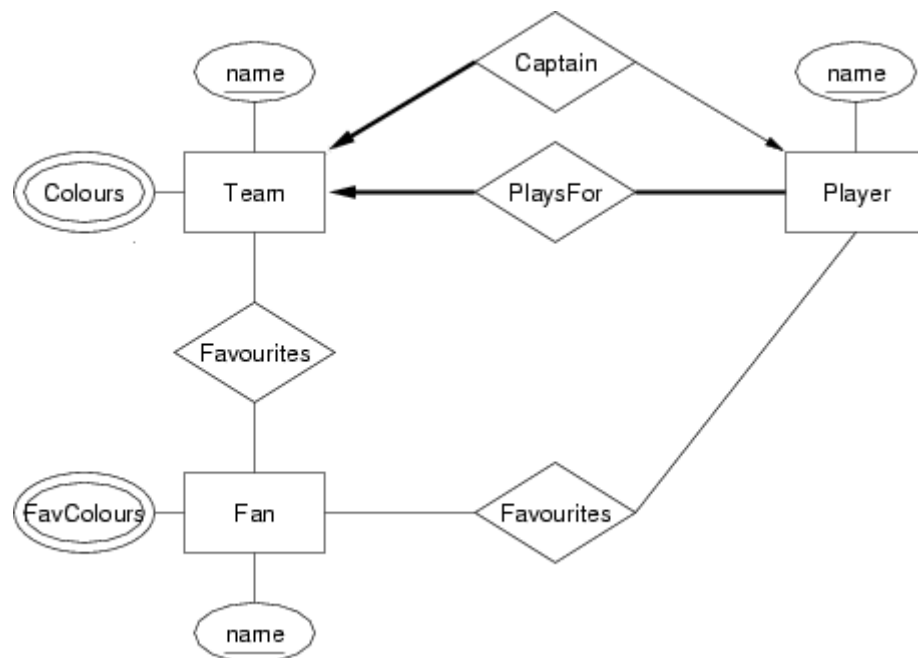 Captain
name
name
Colours
Team
PlaysFor
Player
Favourites
FavColours
Fan
Favourites
name